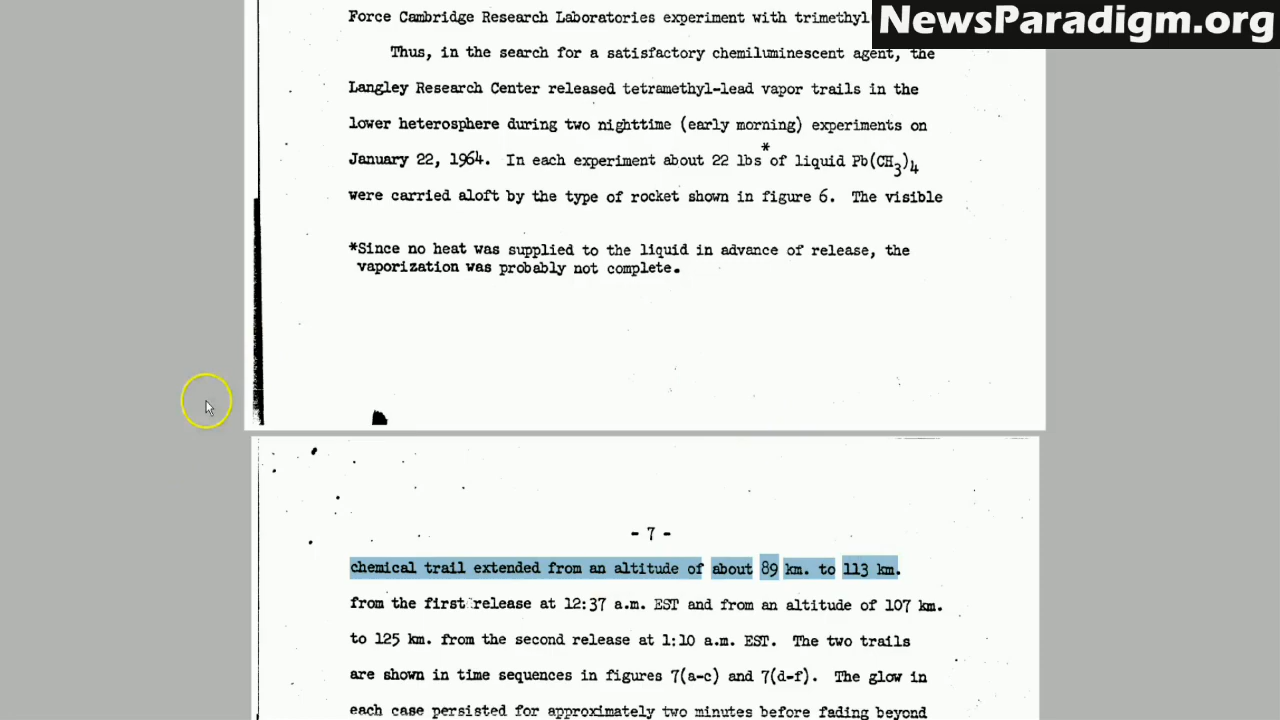 Force Cambridge Research Laboratories experiment with trimethyl
NewsParadigm.org
Thus, in the search for a satisfactory chemiluminescent agent, the
Langley Research Center released tetramethyl-lead vapor trails in the
lower heterosphere during two nighttime (early morning) experiments on
January 22, 1964. In each experiment about 22 lbs* of liquid Pb(CH3)4
were carried aloft by the type of rocket shown in figure 6. The visible
*Since no heat was supplied to the liquid in advance of release, the
vaporization was probably not complete.
- 7 -
chemical trail extended from an altitude of about 89 km. to 113 km.
from the first release at 12:37 a.m. EST and from an altitude of 107 km.
to 125 km. from the second release at 1:10 a.m. EST. The two trails
are shown in time sequences in figures 7(a-c) and 7(d-f). The glow in
each case persisted for approximately two minutes before fading beyond